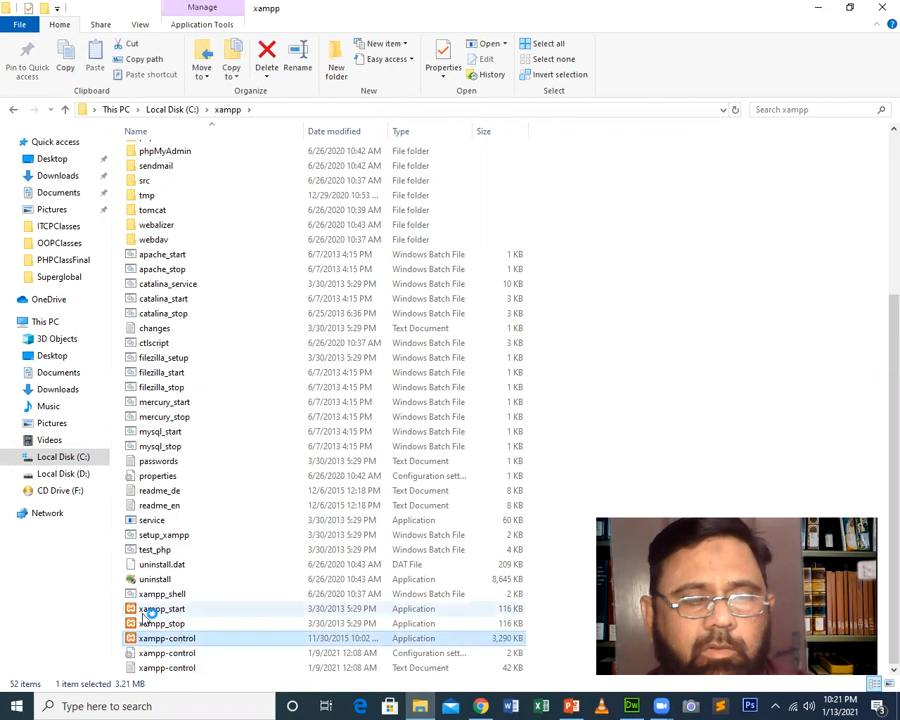 Manage
xampp
File
Home
Share
View
Application Tools
Pin to Quick access
Copy
Paste
Cut
Copy path
Paste shortcut
Clipboard
Move to
Copy to
Delete
Rename
Organize
New folder
New item
Easy access
New
Properties
Open
Edit
History
Open
Select all
Select none
Invert selection
Select
This PC
Local Disk (C:)
xampp
Search xampp
Name
Date modified
Type
Size
Quick access
Desktop
Downloads
Documents
Pictures
ITCPClasses
OOPClasses
PHPClassFinal
Superglobal
OneDrive
This PC
3D Objects
Desktop
Documents
Downloads
Music
Pictures
Videos
Local Disk (C:)
Local Disk (D:)
CD Drive (F:)
Network
phpMyAdmin 6/26/2020 10:42 AM File folder
sendmail 6/26/2020 10:42 AM File folder
src 6/26/2020 10:37 AM File folder
tmp 12/29/2020 10:53 ... File folder
tomcat 6/26/2020 10:39 AM File folder
webalizer 6/26/2020 10:43 AM File folder
webdav 6/26/2020 10:37 AM File folder
apache_start 6/7/2013 4:15 PM Windows Batch File 1 KB
apache_stop 6/7/2013 4:15 PM Windows Batch File 1 KB
catalina_service 3/30/2013 5:29 PM Windows Batch File 10 KB
catalina_start 6/7/2013 4:15 PM Windows Batch File 3 KB
catalina_stop 6/25/2013 6:36 PM Windows Batch File 3 KB
changes 3/30/2013 5:29 PM Text Document 1 KB
ctlscript 6/26/2020 10:37 AM Windows Batch File 3 KB
filezilla_setup 3/30/2013 5:29 PM Windows Batch File 1 KB
filezilla_start 6/7/2013 4:15 PM Windows Batch File 1 KB
filezilla_stop 6/7/2013 4:15 PM Windows Batch File 1 KB
mercury_start 6/7/2013 4:15 PM Windows Batch File 1 KB
mercury_stop 6/7/2013 4:15 PM Windows Batch File 1 KB
mysql_start 6/7/2013 4:15 PM Windows Batch File 1 KB
mysql_stop 6/7/2013 4:15 PM Windows Batch File 1 KB
passwords 3/30/2013 5:29 PM Text Document 1 KB
properties 6/26/2020 10:42 AM Configuration sett... 1 KB
readme_de 12/6/2015 12:18 PM Text Document 8 KB
readme_en 12/6/2015 12:18 PM Text Document 8 KB
service 3/30/2013 5:29 PM Application 60 KB
setup_xampp 3/30/2013 5:29 PM Windows Batch File 1 KB
test_php 3/30/2013 5:29 PM Windows Batch File 4 KB
uninstall.dat 6/26/2020 10:43 AM DAT File 209 KB
uninstall 6/26/2020 10:43 AM Application 8,645 KB
xampp_shell 6/26/2020 10:37 AM Windows Batch File 2 KB
xampp_start 3/30/2013 5:29 PM Application 116 KB
xampp_stop 3/30/2013 5:29 PM Application 116 KB
xampp-control 11/30/2015 10:02 ... Application 3,290 KB
xampp-control 1/9/2021 12:08 AM Configuration sett... 2 KB
xampp-control 1/9/2021 12:08 AM Text Document 42 KB
52 items 1 item selected 3.21 MB
Type here to search
10:21 PM
1/13/2021